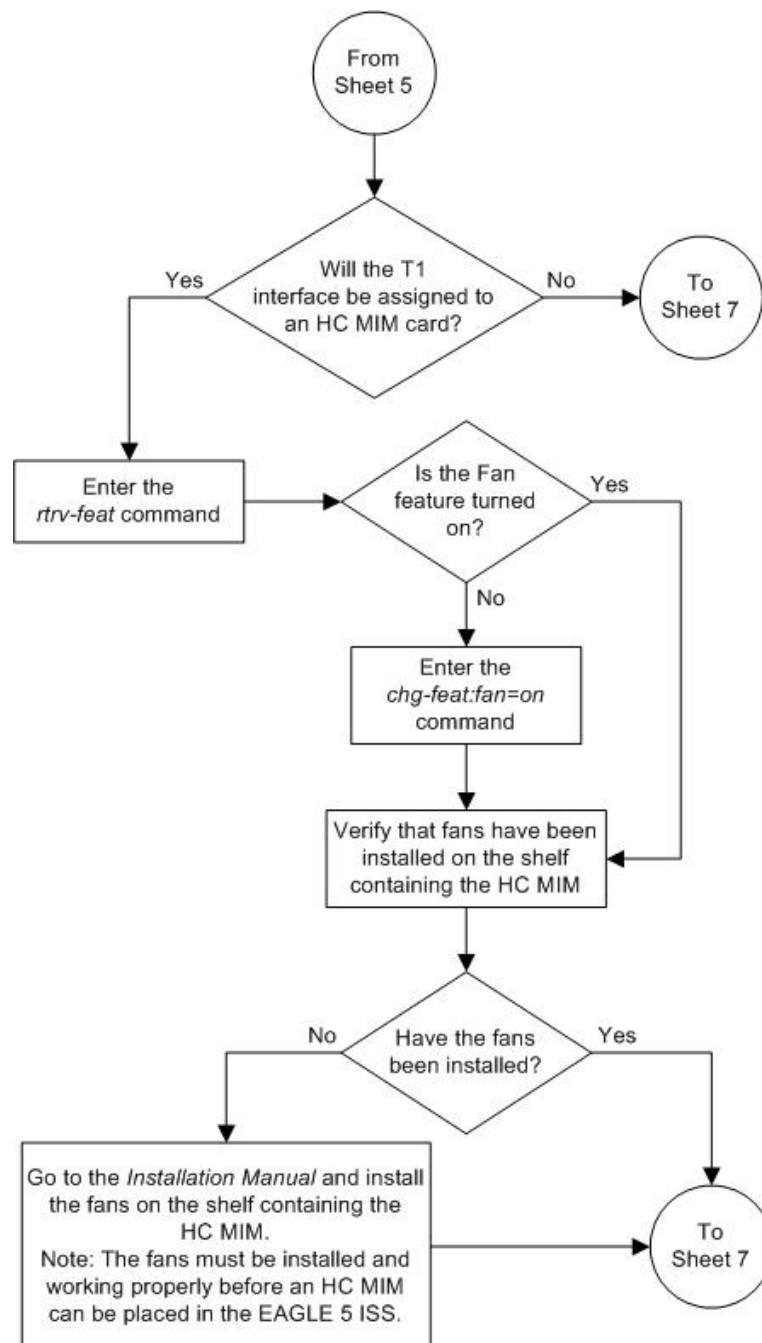 From
Sheet 5
Will the T1
interface be assigned to
an HC MIM card?
Yes
No
To
Sheet 7
Enter the
rtrv-feat command
Is the Fan
feature turned
on?
Yes
No
Enter the
chg-feat:fan=on
command
Verify that fans have been
installed on the shelf
containing the HC MIM
Have the fans
been installed?
No
Yes
Go to the Installation Manual and install
the fans on the shelf containing the
HC MIM.
Note: The fans must be installed and
working properly before an HC MIM
can be placed in the EAGLE 5 ISS.
To
Sheet 7